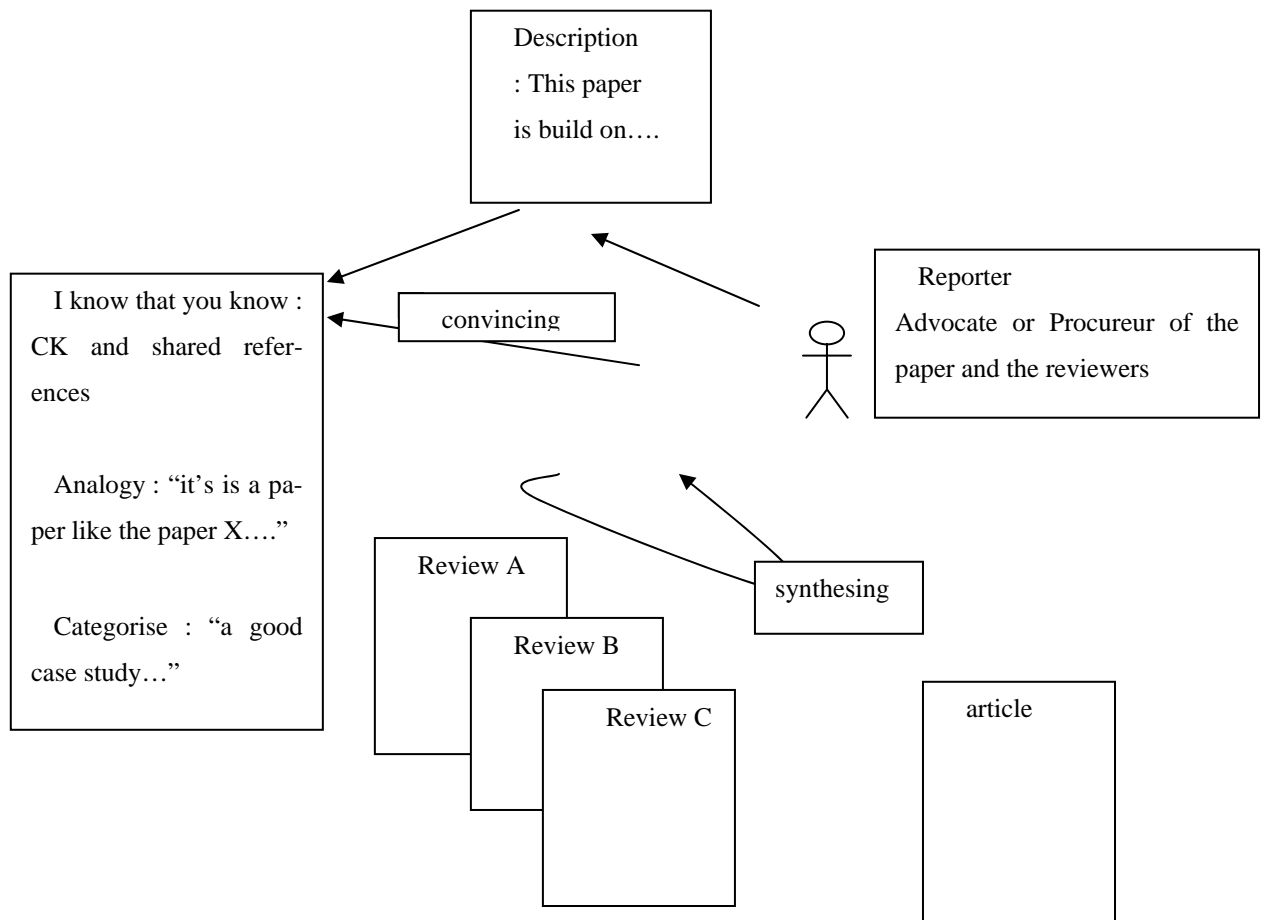 Description
: This paper
is build on….
I know that you know :
CK and shared refer-
ences
Analogy : “it’s is a pa-
per like the paper X….”
Categorise : “a good
case study…”
convincing
Reporter
Advocate or Procureur of the
paper and the reviewers
Review A
Review B
Review C
synthesing
article